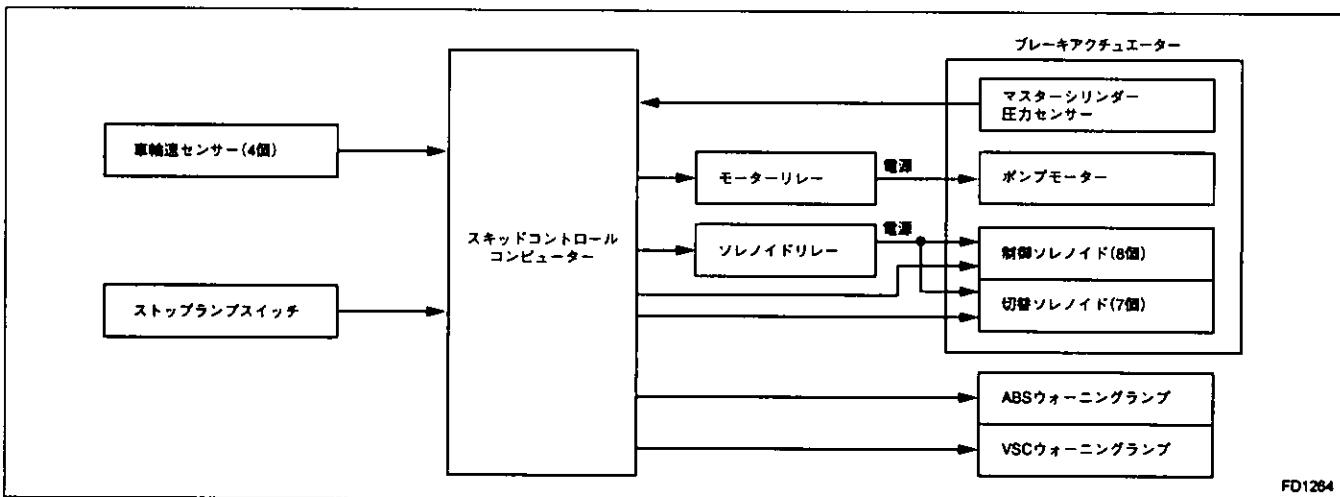 ブレーキアクチュエーター
マスターシリンダー
圧力センサー
車輪速センサー(4個)
モーターリレー
電源
ポンプモーター
スキッドコントロール
コンピューター
ソレノイドリレー
電源
制御ソレノイド(8個)
切替ソレノイド(7個)
ストップランプスイッチ
ABSウォーニングランプ
VSCウォーニングランプ
FD1264